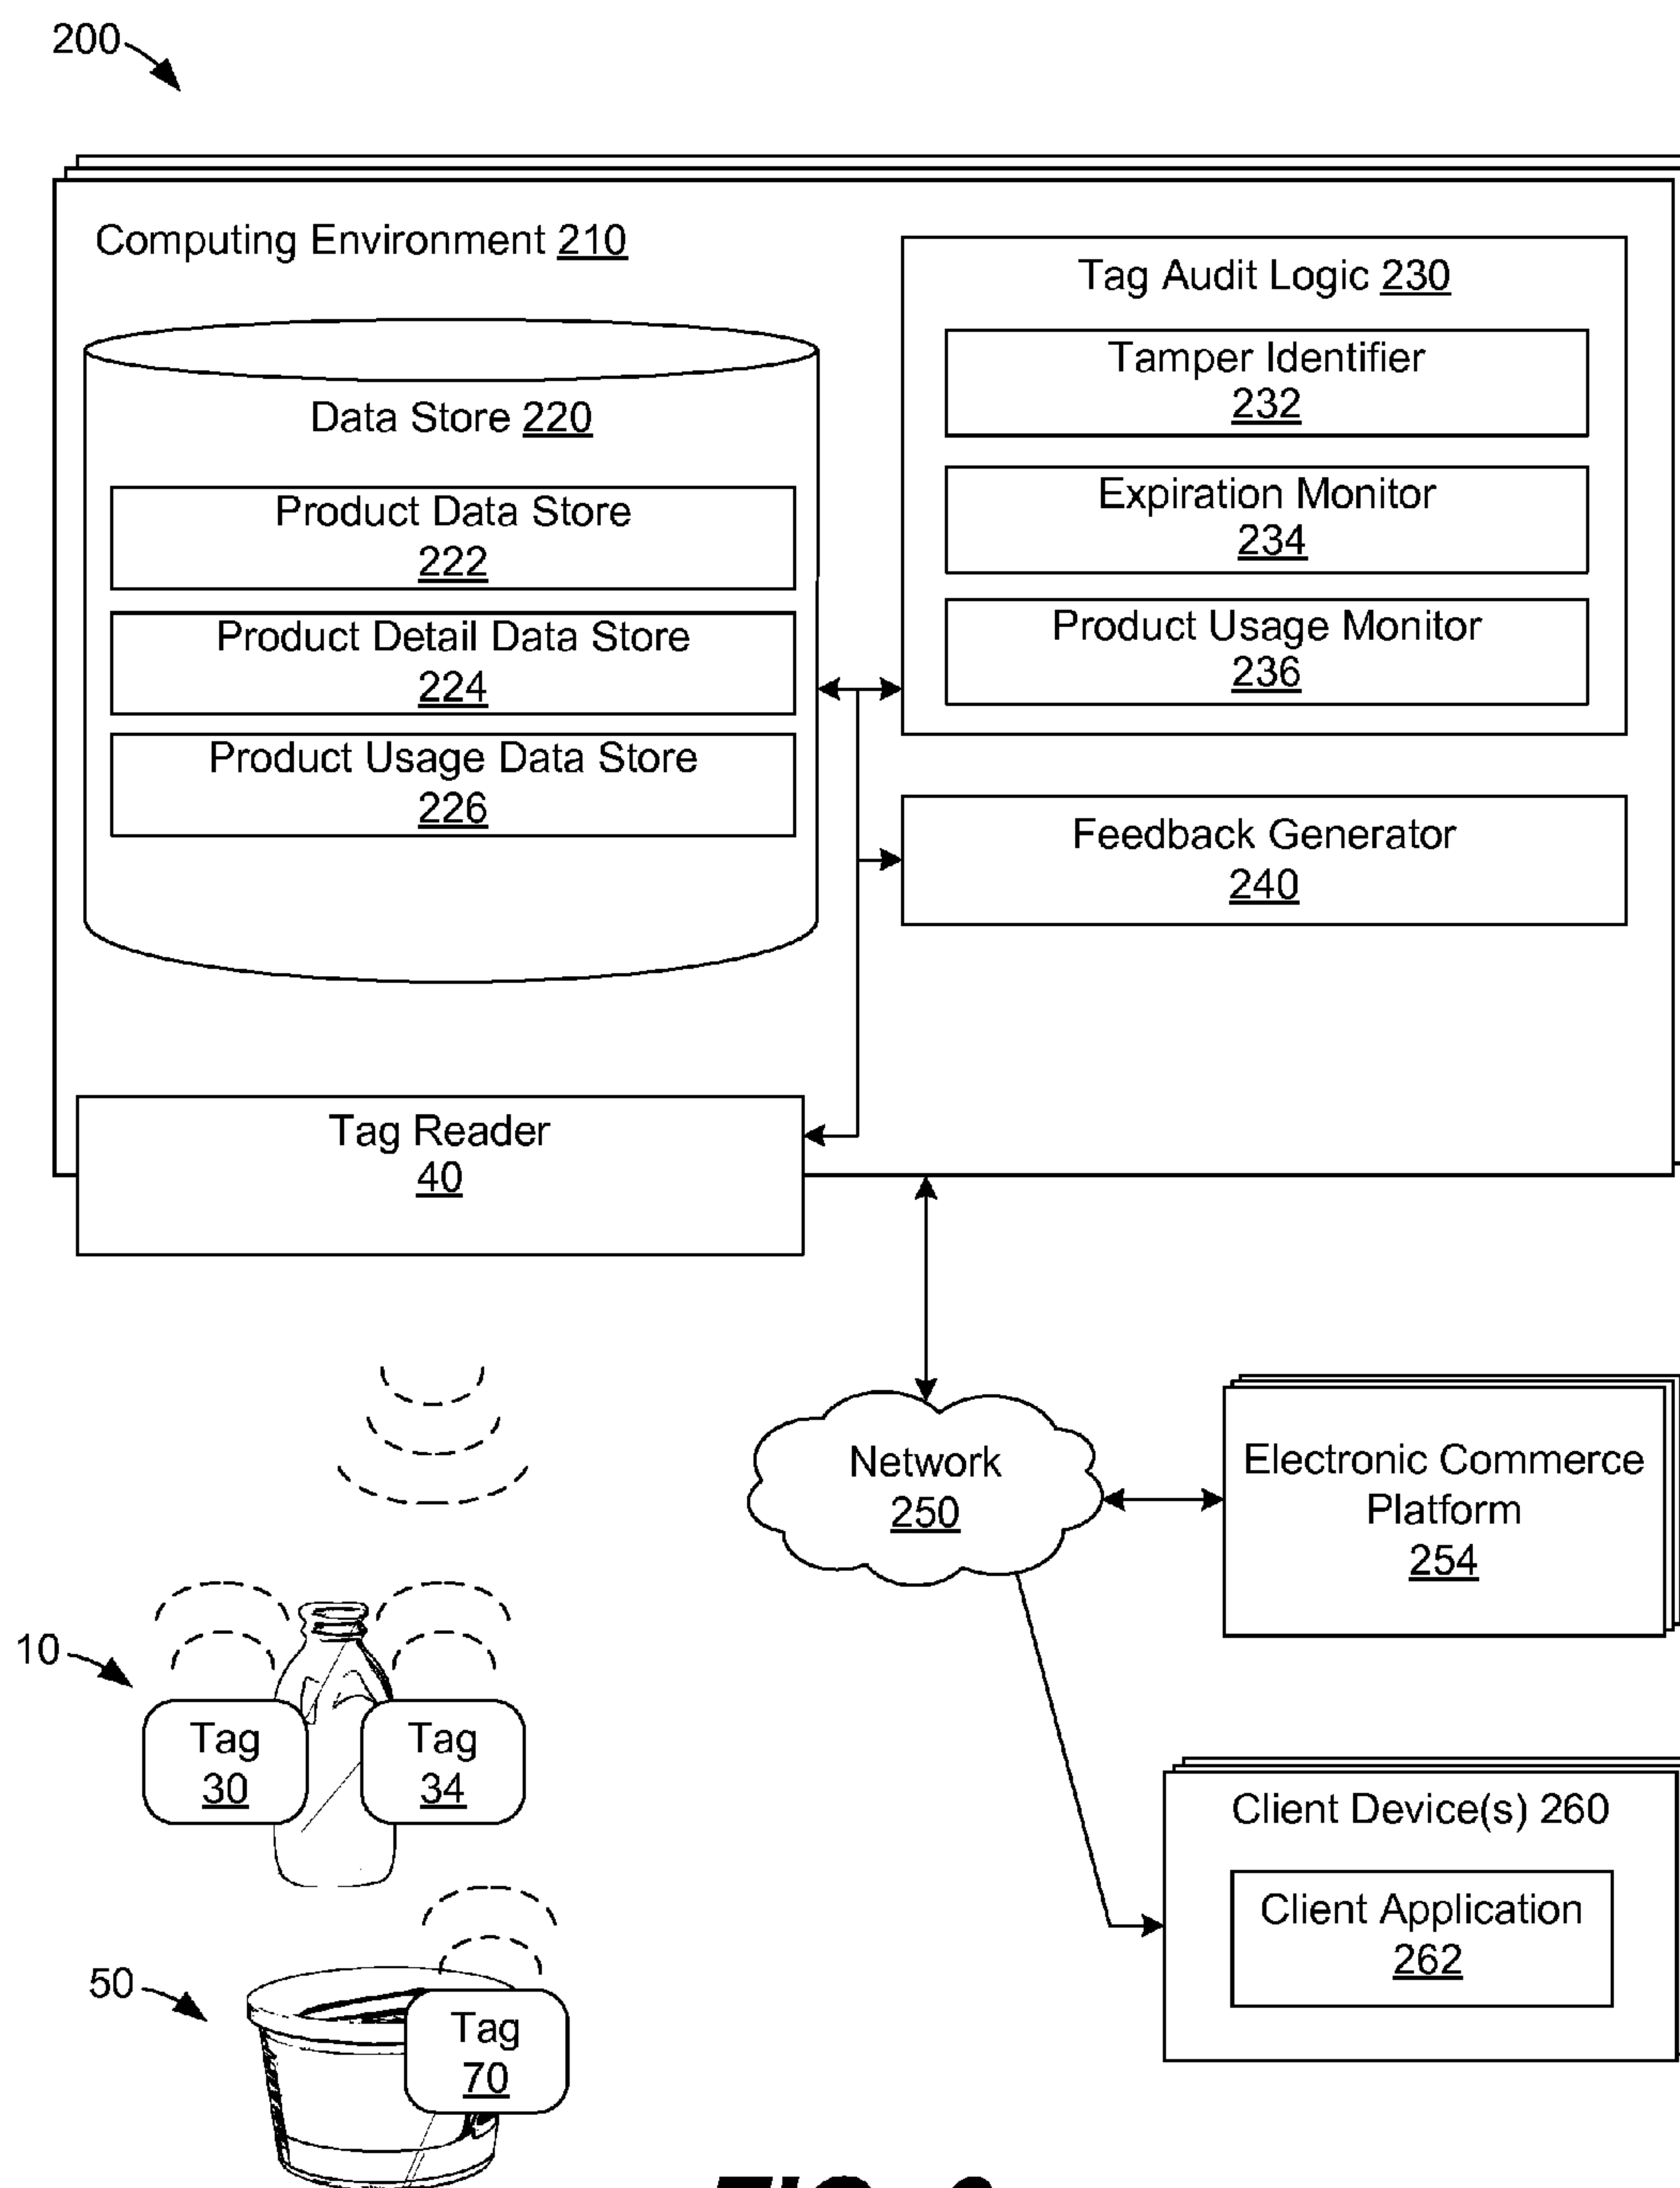 200
Computing Environment 210
Data Store 220
Product Data Store
222
Product Detail Data Store
224
Product Usage Data Store
226
Tag Audit Logic 230
Tamper Identifier
232
Expiration Monitor
234
Product Usage Monitor
236
Feedback Generator
240
Tag Reader
40
Network
250
Electronic Commerce
Platform
254
Client Device(s) 260
Client Application
262
10
Tag
30
Tag
34
50
Tag
70